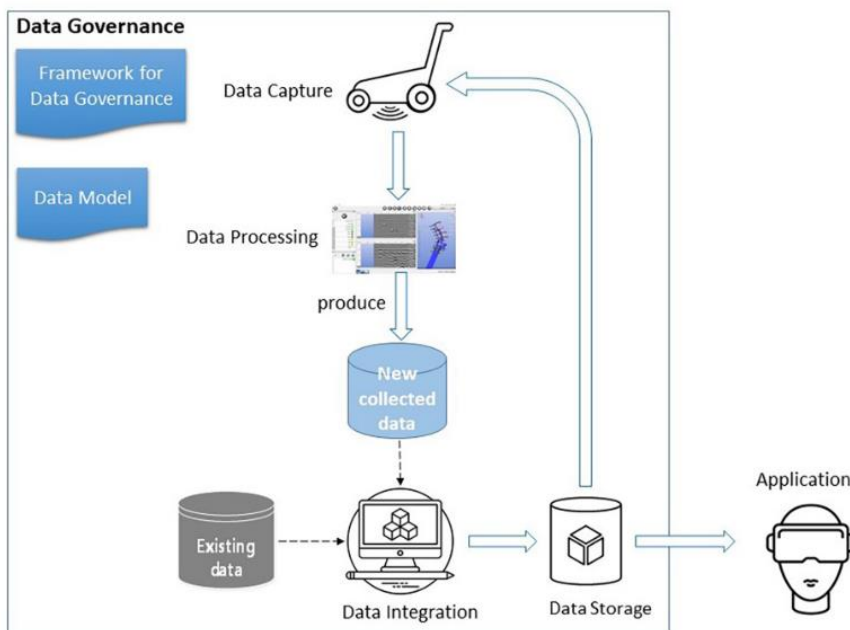 Data Governance
Framework for
Data Governance
Data Capture
Data Model
Data Processing
produce
New
collected
data
Application
Existing
data
Data Integration
Data Storage